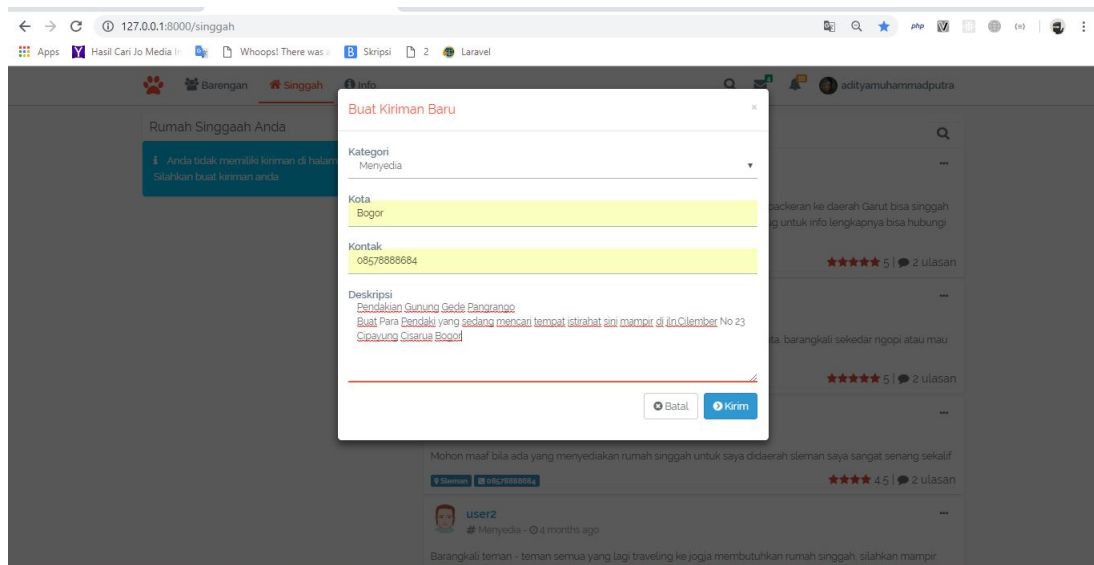 127.0.0.1:8000/singgah
php
Apps Hasil Cari Jo Media Whoops! There was Skripsi 2 Laravel
Barengan Singgah Info adityamuhammadputra
Rumah Singgaah Anda
Anda tidak memiliki kiriman di halam
Silahkan buat kiriman anda
Buat Kiriman Baru ×
Kategori
Menyedia
Kota
Bogor
Kontak
08578888684
Deskripsi
Pendakian Gunung Gede Pangrango
Buat Para Pendaki yang sedang mencari tempat istirahat sini mampir di jln.Cilember No 23
Cipayung Cisarua Bogor
Batal Kirim
packeran ke daerah Garut bisa singgah
untuk info lengkapnya bisa hubungi
5 | 2 ulasan
ta, barangkali sekedar ngopi atau mau
5 | 2 ulasan
Mohon maaf bila ada yang menyediakan rumah singgah untuk saya didaerah sleman saya sangat senang sekalif
Sleman 08578888684 4.5 | 2 ulasan
user2
# Menyedia - 4 months ago
Barangkali teman - teman semua yang lagi traveling ke jogja membutuhkan rumah singgah, silahkan mampir